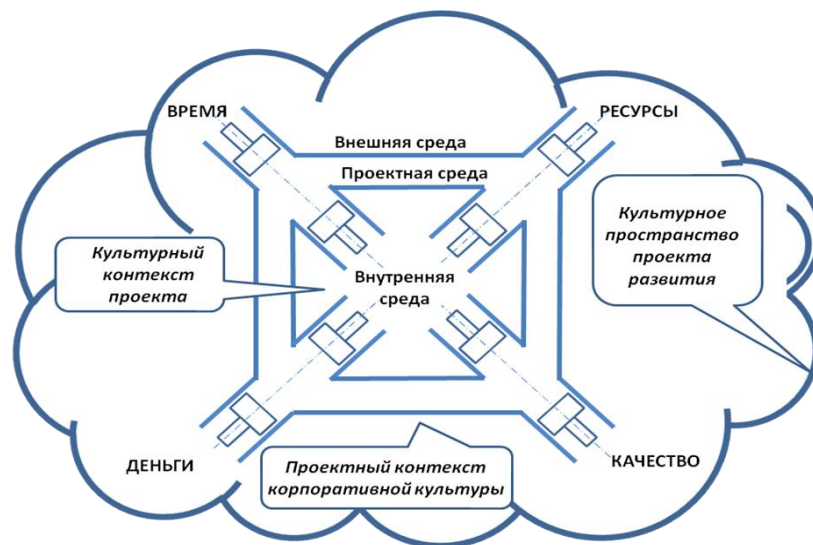 ВРЕМЯ
РЕСУРСЫ
Внешняя среда
Проектная среда
Культурный
контекст
проекта
Культурное
пространство
проекта
развития
Внутренняя
среда
ДЕНЬГИ
Проектный контекст
корпоративной культуры
КАЧЕСТВО